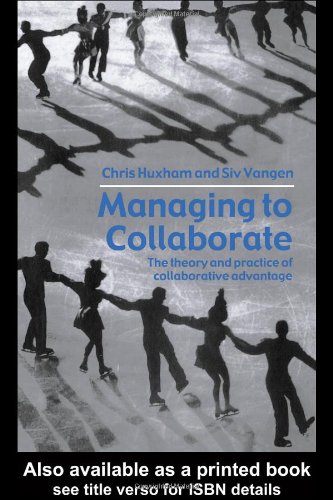 Chris Huxham and Siv Vangen
Managing to
Collaborate
The theory and practice of
collaborative advantage
Also available as a printed book
see title verso for ISBN details